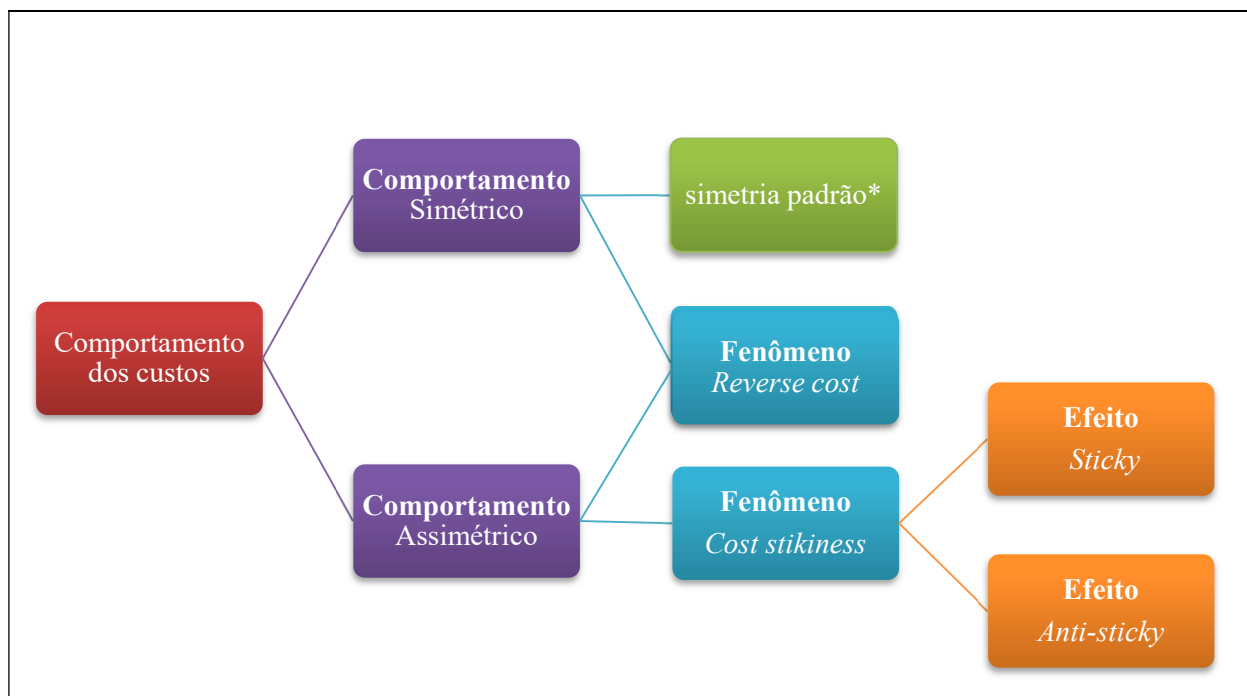 Comportamento
dos custos
Comportamento
Simétrico
Comportamento
Assimétrico
simetria padrão*
Fenômeno
Reverse cost
Fenômeno
Cost stikiness
Efeito
Sticky
Efeito
Anti-sticky